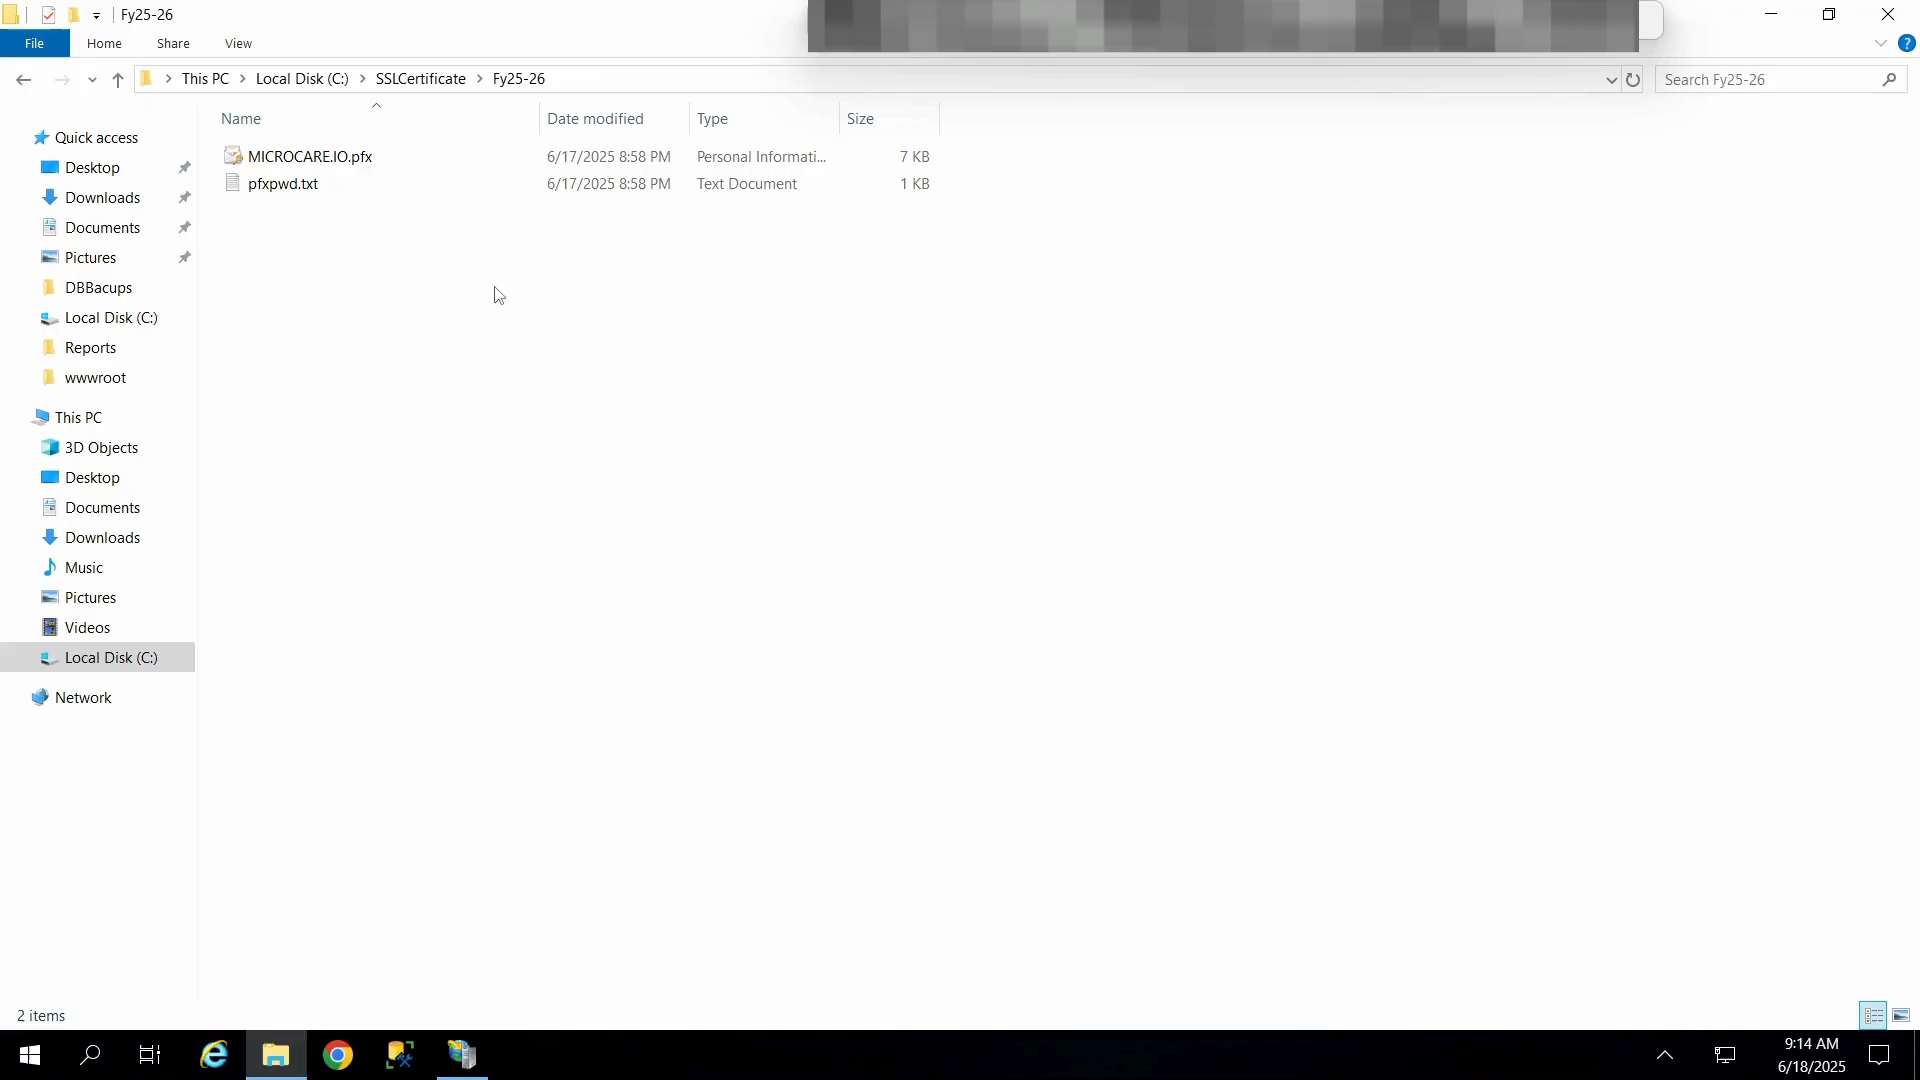 Fy25-26
File Home Share View
This PC Local Disk (C:) SSLCertificate Fy25-26
Search Fy25-26
Name Date modified Type Size
MICROCARE.IO.pfx 6/17/2025 8:58 PM Personal Informati... 7 KB
pfxpwd.txt 6/17/2025 8:58 PM Text Document 1 KB
Quick access
Desktop
Downloads
Documents
Pictures
DBBacups
Local Disk (C:)
Reports
wwwroot
This PC
3D Objects
Desktop
Documents
Downloads
Music
Pictures
Videos
Local Disk (C:)
Network
2 items
9:14 AM
6/18/2025